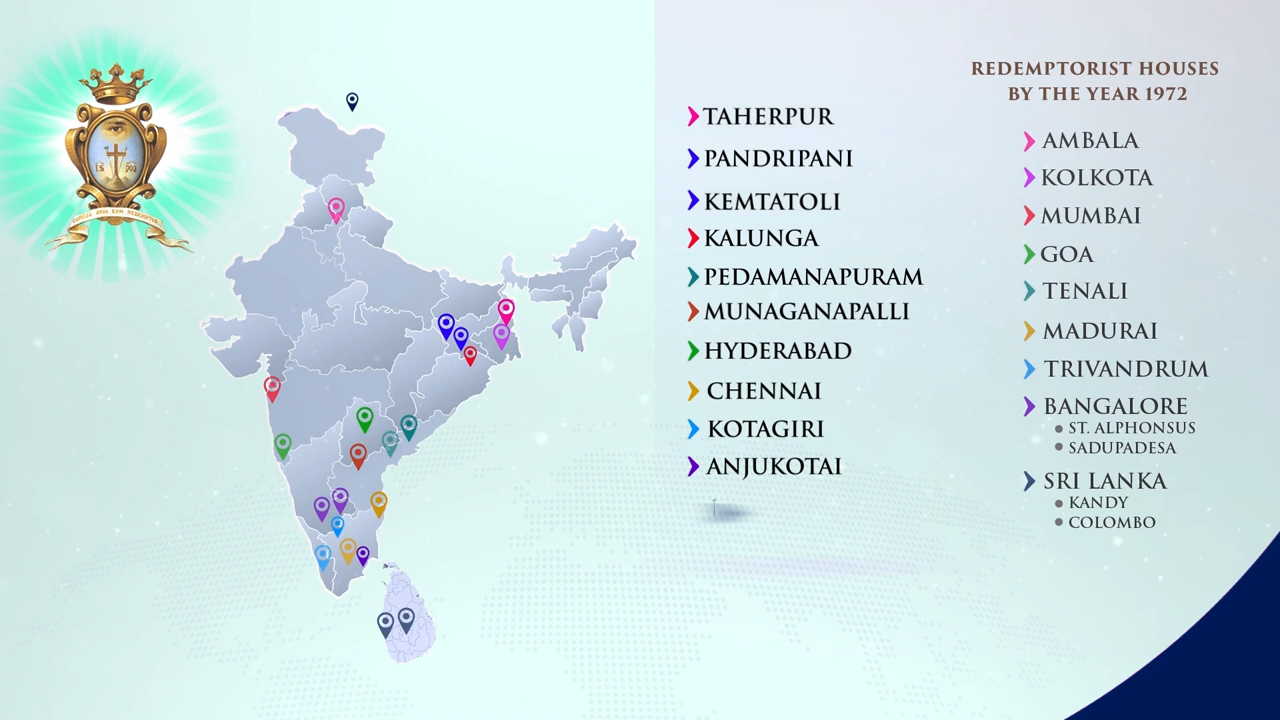 REDEMPTORIST HOUSES
BY THE YEAR 1972
TAHERPUR
PANDRIPANI
KEMTATOLI
KALUNGA
PEDAMANAPURAM
MUNAGANAPALLI
HYDERABAD
CHENNAI
KOTAGIRI
ANJUKOTAI
AMBALA
KOLKOTA
MUMBAI
GOA
TENALI
MADURAI
TRIVANDRUM
BANGALORE
ST. ALPHONSUS
SADUPADESA
SRI LANKA
KANDY
COLOMBO